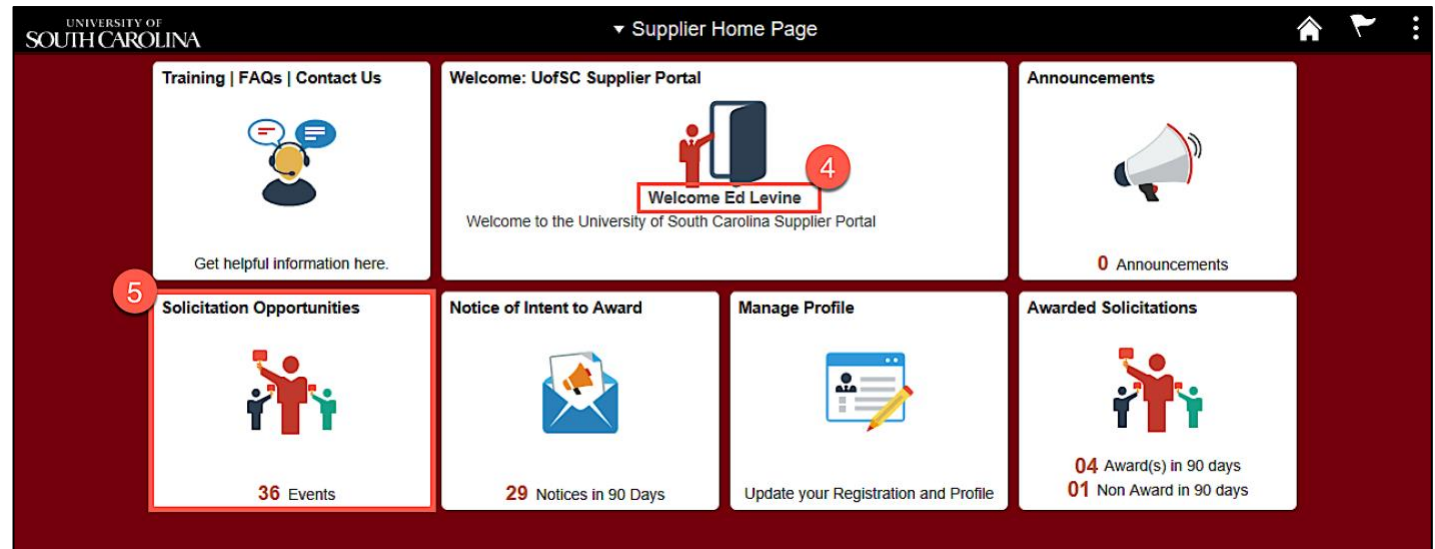 UNIVERSITY OF
SOUTH CAROLINA
Supplier Home Page
Training | FAQs | Contact Us
Get helpful information here.
Welcome: UofSC Supplier Portal
4
Welcome Ed Levine
Welcome to the University of South Carolina Supplier Portal
Announcements
0 Announcements
5
Solicitation Opportunities
36 Events
Notice of Intent to Award
29 Notices in 90 Days
Manage Profile
Update your Registration and Profile
Awarded Solicitations
04 Award(s) in 90 days
01 Non Award in 90 days